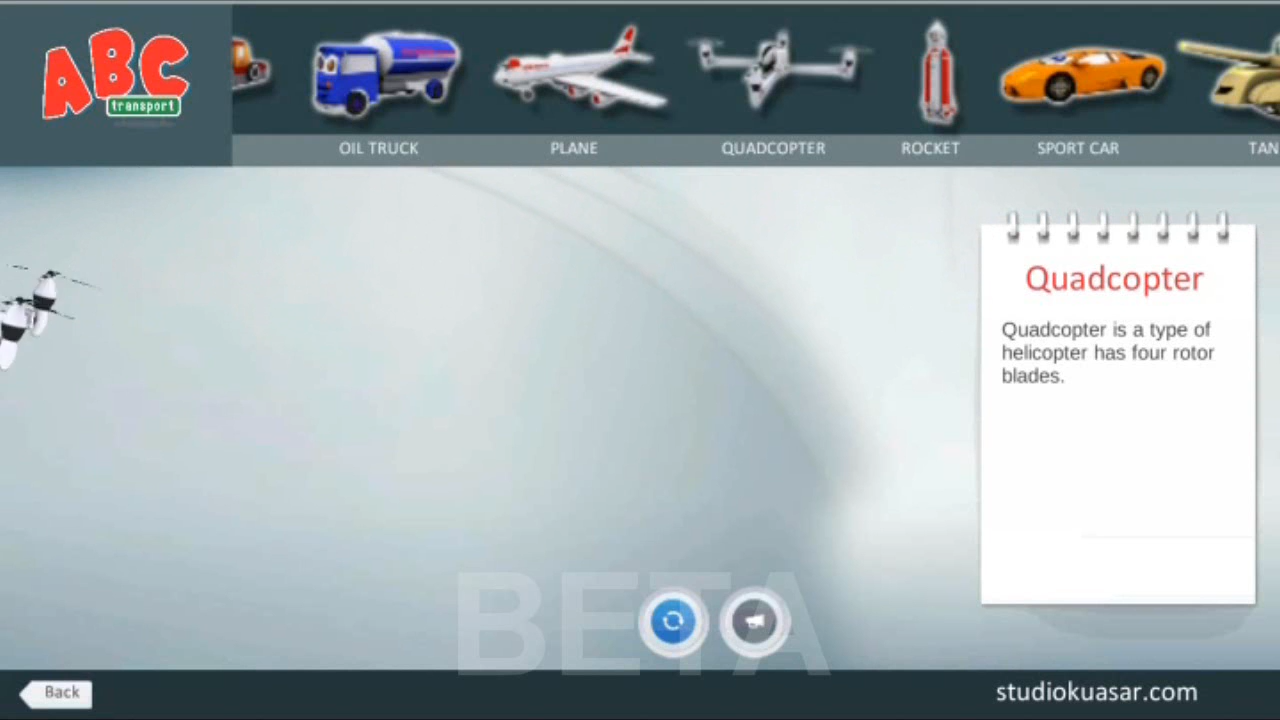 ABC
transport
OIL TRUCK
PLANE
QUADCOPTER
ROCKET
SPORT CAR
TAN
Quadcopter
Quadcopter is a type of
helicopter has four rotor
blades.
BETA
Back
studiokuasar.com